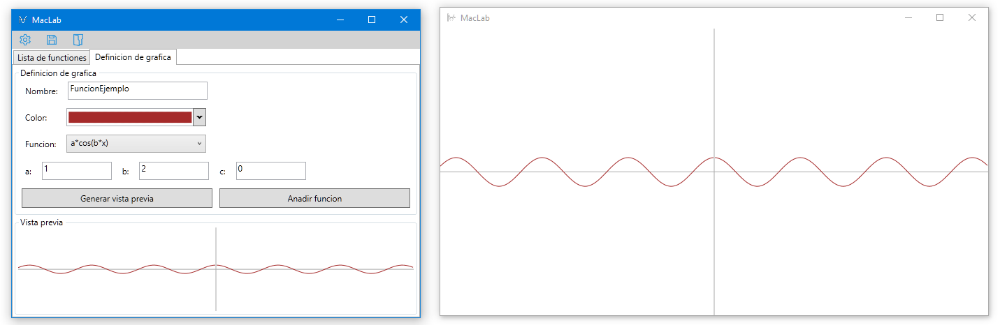 MacLab
Lista de functiones
Definicion de grafica
Definicion de grafica
Nombre:
FuncionEjemplo
Color:
Funcion:
a*cos(b*x)
a:
1
b:
2
c:
0
Generar vista previa
Anadir funcion
Vista previa
MacLab